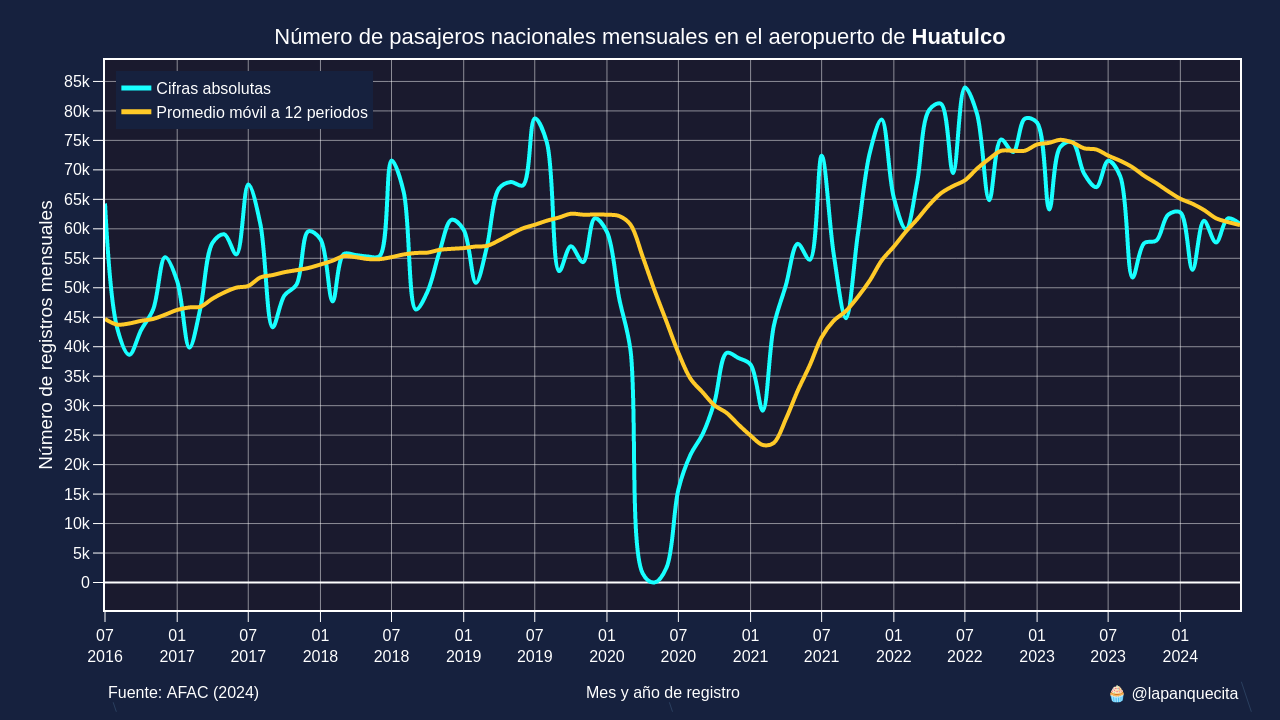 Número de pasajeros nacionales mensuales en el aeropuerto de Huatulco
Cifras absolutas
Promedio móvil a 12 periodos
Número de registros mensuales
85k
80k
75k
70k
65k
60k
55k
50k
45k
40k
35k
30k
25k
20k
15k
10k
5k
0
07 01 07 01 07 01 07 01 07 01 07 01 07 01 07 01
2016 2017 2017 2018 2018 2019 2019 2020 2020 2021 2021 2022 2022 2023 2023 2024
Fuente: AFAC (2024) Mes y año de registro 🧁 @lapanquecita